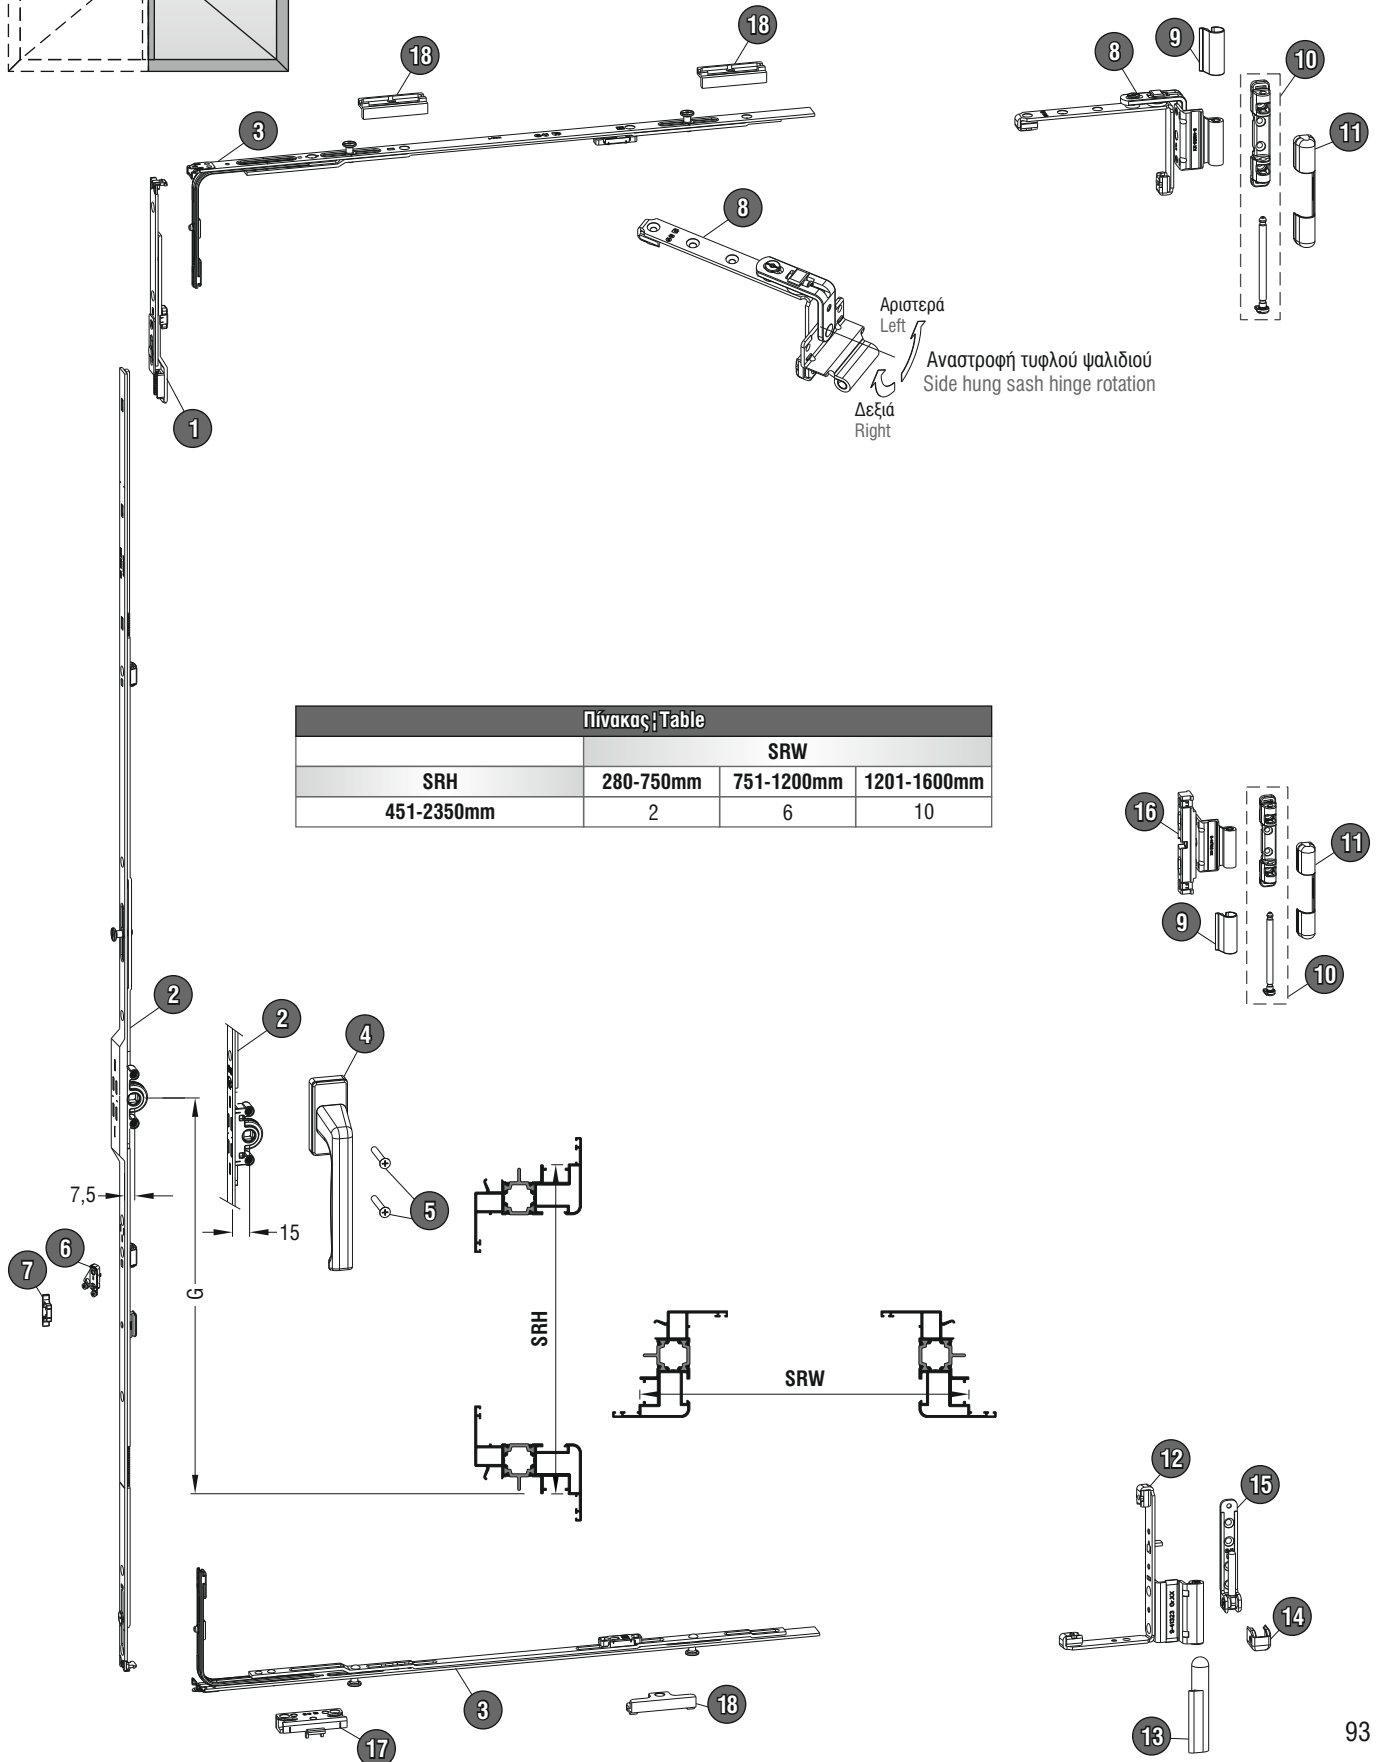 18
18
9
8
10
3
11
8
Αριστερά
Left
Αναστροφή τυφλού ψαλιδιού
Side hung sash hinge rotation
Δεξιά
Right
1
Πίνακας¦Table
SRW
SRH 280-750mm 751-1200mm 1201-1600mm
451-2350mm 2 6 10
16
11
9
10
2
2
4
7,5
15
5
6
7
G
SRH
SRW
12
15
14
3
18
17
13
93